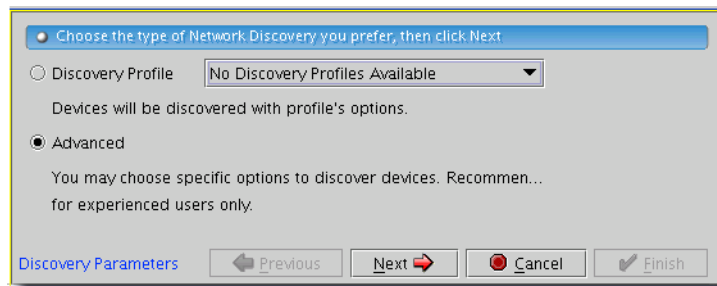 Choose the type of Network Discovery you prefer, then click Next
Discovery Profile No Discovery Profiles Available
Devices will be discovered with profile's options.
Advanced
You may choose specific options to discover devices. Recommen...
for experienced users only.
Discovery Parameters Previous Next Cancel Finish